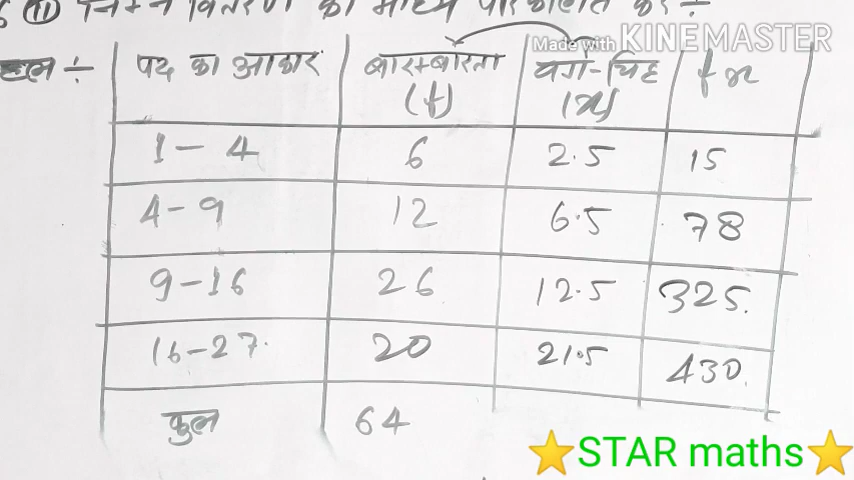 (11) निम्न वितरण का माध्य परिकलित करें ÷
Made with KINEMASTER
हल ÷ पद का आकार बारम्बारता (f) वर्ग-चिह (x) fx
1 - 4 6 2.5 15
4 - 9 12 6.5 78
9 - 16 26 12.5 325.
16 - 27. 20 21.5 430.
कुल 64
STAR maths